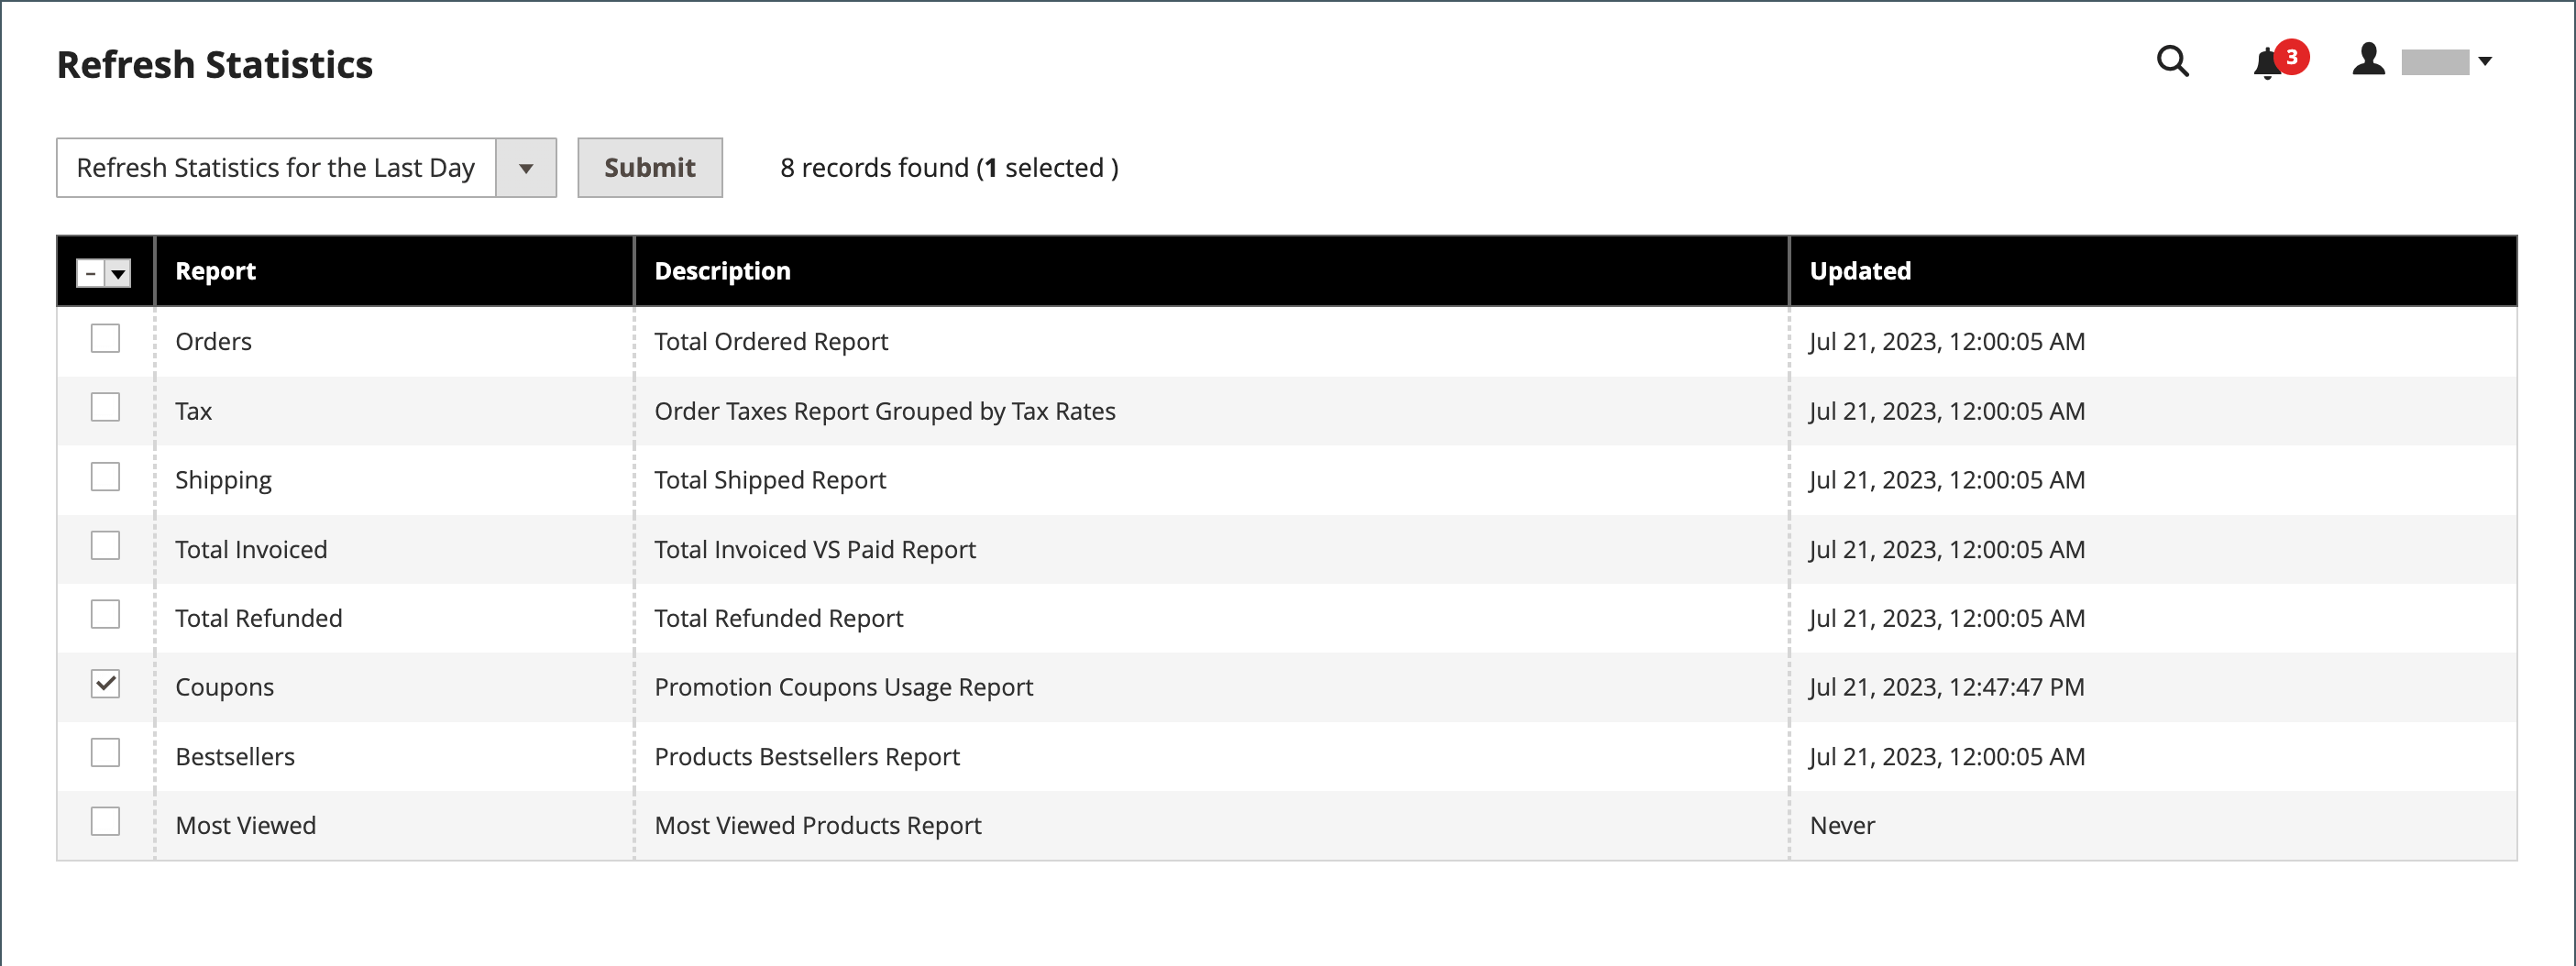 Refresh Statistics
3
Refresh Statistics for the Last Day Submit 8 records found (1 selected )
Report Description Updated
Orders Total Ordered Report Jul 21, 2023, 12:00:05 AM
Tax Order Taxes Report Grouped by Tax Rates Jul 21, 2023, 12:00:05 AM
Shipping Total Shipped Report Jul 21, 2023, 12:00:05 AM
Total Invoiced Total Invoiced VS Paid Report Jul 21, 2023, 12:00:05 AM
Total Refunded Total Refunded Report Jul 21, 2023, 12:00:05 AM
Coupons Promotion Coupons Usage Report Jul 21, 2023, 12:47:47 PM
Bestsellers Products Bestsellers Report Jul 21, 2023, 12:00:05 AM
Most Viewed Most Viewed Products Report Never